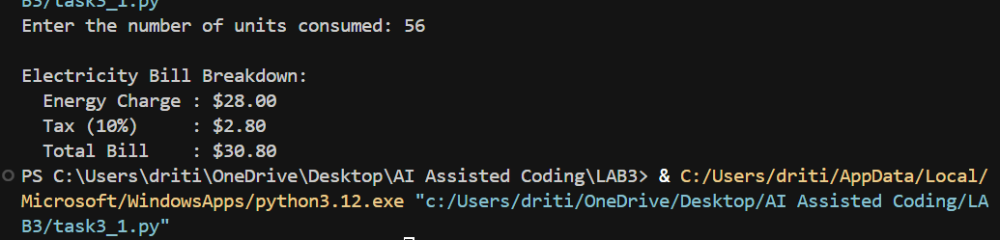 B3/task3_1.py
Enter the number of units consumed: 56
Electricity Bill Breakdown:
Energy Charge : $28.00
Tax (10%)     : $2.80
Total Bill    : $30.80
PS C:\Users\driti\OneDrive\Desktop\AI Assisted Coding\LAB3> & C:/Users/driti/AppData/Local/
Microsoft/WindowsApps/python3.12.exe "c:/Users/driti/OneDrive/Desktop/AI Assisted Coding/LA
B3/task3_1.py"